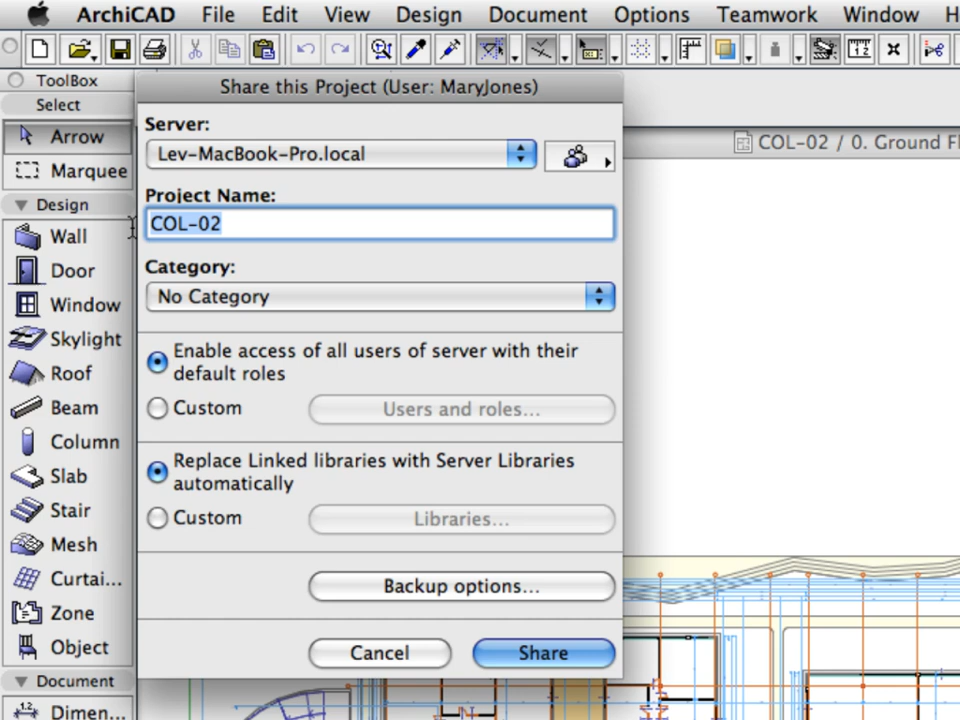 ArchiCAD File Edit View Design Document Options Teamwork Window
ToolBox
Share this Project (User: MaryJones)
Select
Server:
Arrow
Lev-MacBook-Pro.local
COL-02 / 0. Ground
Marquee
Project Name:
Design
COL-02
Wall
Category:
Door
No Category
Window
Skylight
Enable access of all users of server with their
default roles
Roof
Beam
Custom
Users and roles...
Column
Replace Linked libraries with Server Libraries
automatically
Slab
Stair
Custom
Libraries...
Mesh
Curtai...
Backup options...
Zone
Object
Cancel
Share
Document
Dimen...